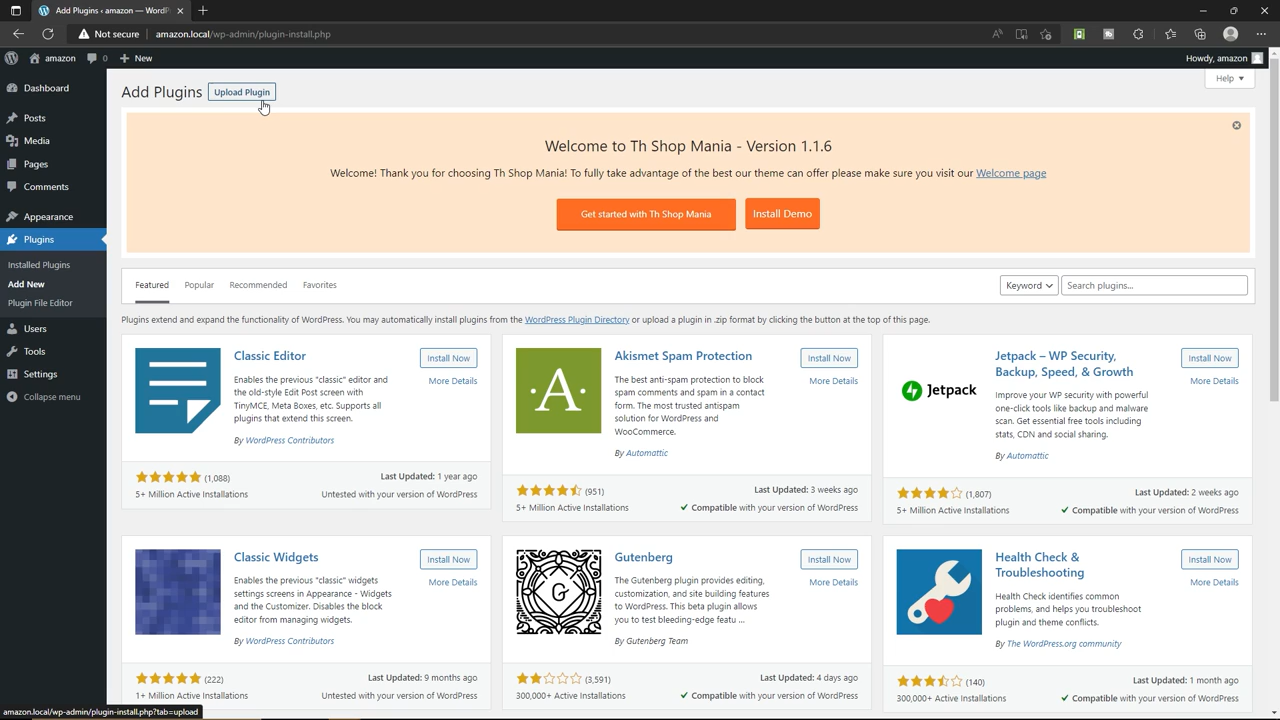 Add Plugins ‹ amazon — WordP
Not secure
amazon.local/wp-admin/plugin-install.php
amazon
0
New
Howdy, amazon
Dashboard
Posts
Media
Pages
Comments
Appearance
Plugins
Installed Plugins
Add New
Plugin File Editor
Users
Tools
Settings
Collapse menu
Add Plugins
Upload Plugin
Help
Welcome to Th Shop Mania - Version 1.1.6
Welcome! Thank you for choosing Th Shop Mania! To fully take advantage of the best our theme can offer please make sure you visit our Welcome page
Get started with Th Shop Mania
Install Demo
Featured
Popular
Recommended
Favorites
Keyword
Search plugins...
Plugins extend and expand the functionality of WordPress. You may automatically install plugins from the WordPress Plugin Directory or upload a plugin in .zip format by clicking the button at the top of this page.
Classic Editor
Install Now
More Details
Enables the previous "classic" editor and
the old-style Edit Post screen with
TinyMCE, Meta Boxes, etc. Supports all
plugins that extend this screen.
By WordPress Contributors
(1,088)
Last Updated: 1 year ago
5+ Million Active Installations
Untested with your version of WordPress
A
Akismet Spam Protection
Install Now
More Details
The best anti-spam protection to block
spam comments and spam in a contact
form. The most trusted antispam
solution for WordPress and
WooCommerce.
By Automattic
(951)
Last Updated: 3 weeks ago
5+ Million Active Installations
Compatible with your version of WordPress
Jetpack
Jetpack – WP Security,
Backup, Speed, & Growth
Install Now
More Details
Improve your WP security with powerful
one-click tools like backup and malware
scan. Get essential free tools including
stats, CDN and social sharing.
By Automattic
(1,807)
Last Updated: 2 weeks ago
5+ Million Active Installations
Compatible with your version of WordPress
Classic Widgets
Install Now
More Details
Enables the previous "classic" widgets
settings screens in Appearance - Widgets
and the Customizer. Disables the block
editor from managing widgets.
By WordPress Contributors
(222)
Last Updated: 9 months ago
1+ Million Active Installations
Untested with your version of WordPress
G
Gutenberg
Install Now
More Details
The Gutenberg plugin provides editing,
customization, and site building features
to WordPress. This beta plugin allows
you to test bleeding-edge featu ...
By Gutenberg Team
(3,591)
Last Updated: 4 days ago
300,000+ Active Installations
Compatible with your version of WordPress
Health Check &
Troubleshooting
Install Now
More Details
Health Check identifies common
problems, and helps you troubleshoot
plugin and theme conflicts.
By The WordPress.org community
(140)
Last Updated: 1 month ago
300,000+ Active Installations
Compatible with your version of WordPress
amazon.local/wp-admin/plugin-install.php?tab=upload